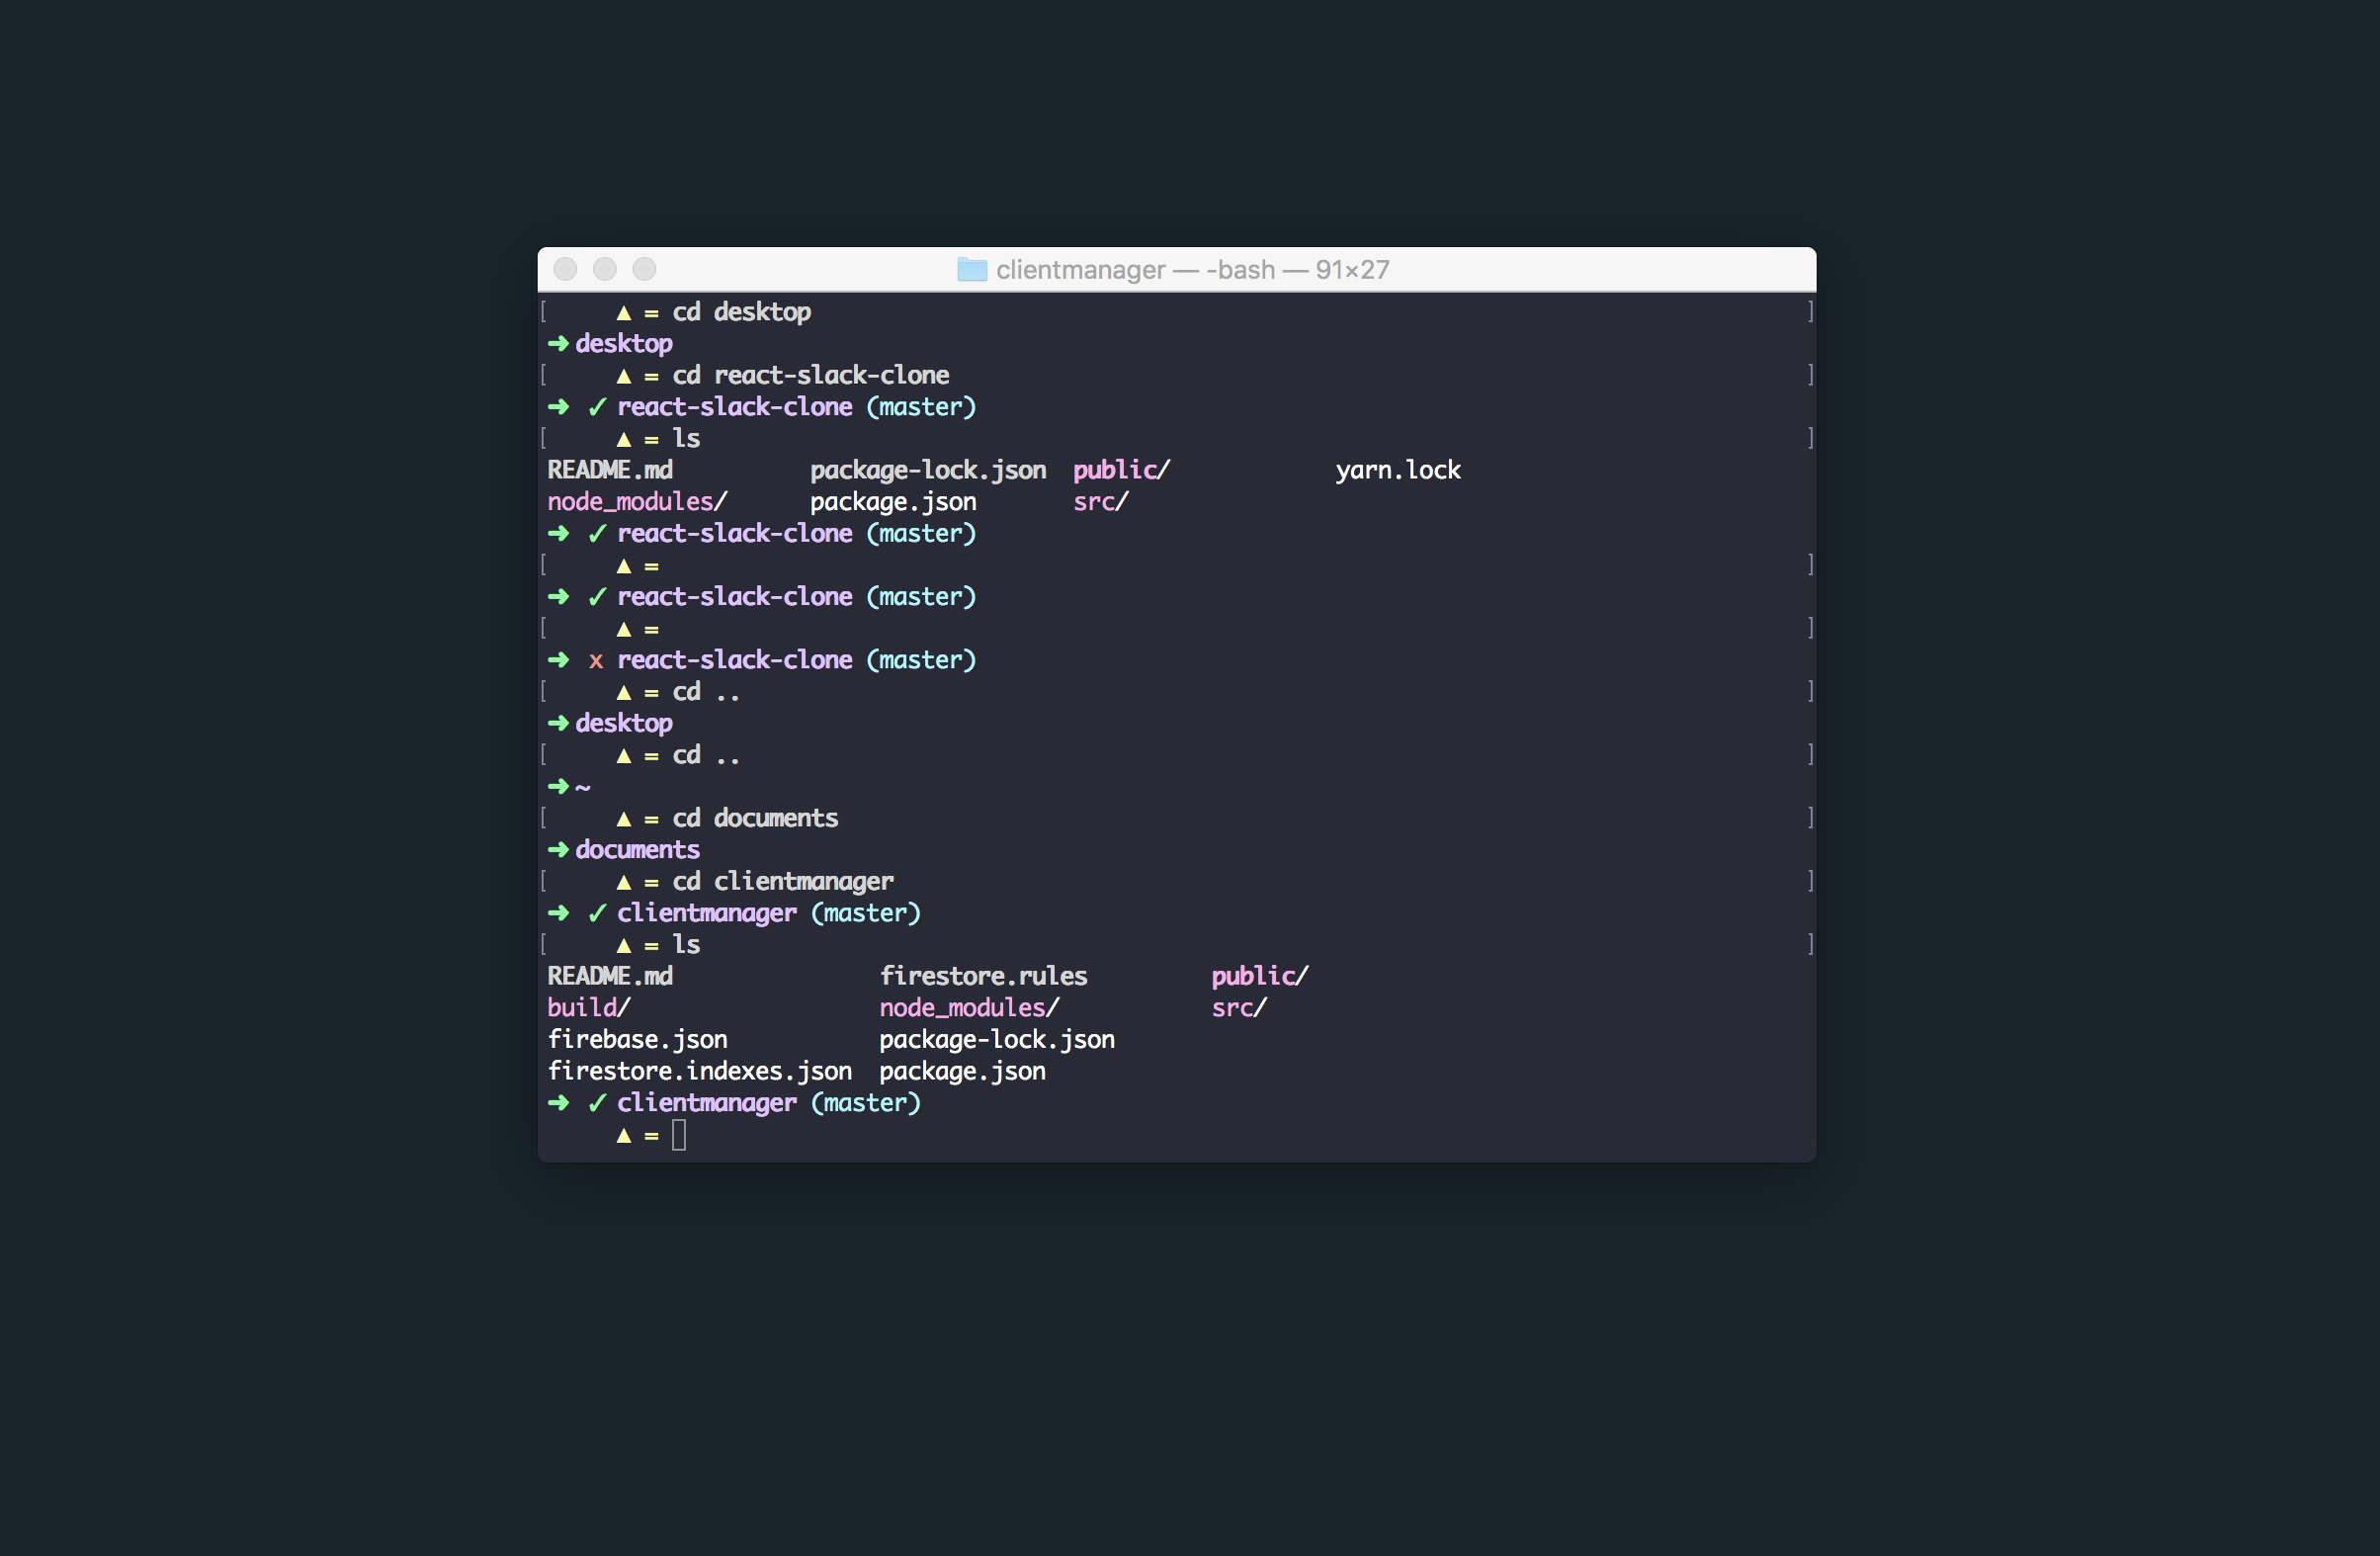 clientmanager — -bash — 91×27
[     ▲ = cd desktop ]
➜ desktop
[     ▲ = cd react-slack-clone ]
➜ ✓ react-slack-clone (master)
[     ▲ = ls ]
README.md package-lock.json public/ yarn.lock
node_modules/ package.json src/
➜ ✓ react-slack-clone (master)
[     ▲ = ]
➜ ✓ react-slack-clone (master)
[     ▲ = ]
➜ x react-slack-clone (master)
[     ▲ = cd .. ]
➜ desktop
[     ▲ = cd .. ]
➜ ~
[     ▲ = cd documents ]
➜ documents
[     ▲ = cd clientmanager ]
➜ ✓ clientmanager (master)
[     ▲ = ls ]
README.md firestore.rules public/
build/ node_modules/ src/
firebase.json package-lock.json
firestore.indexes.json package.json
➜ ✓ clientmanager (master)
▲ =